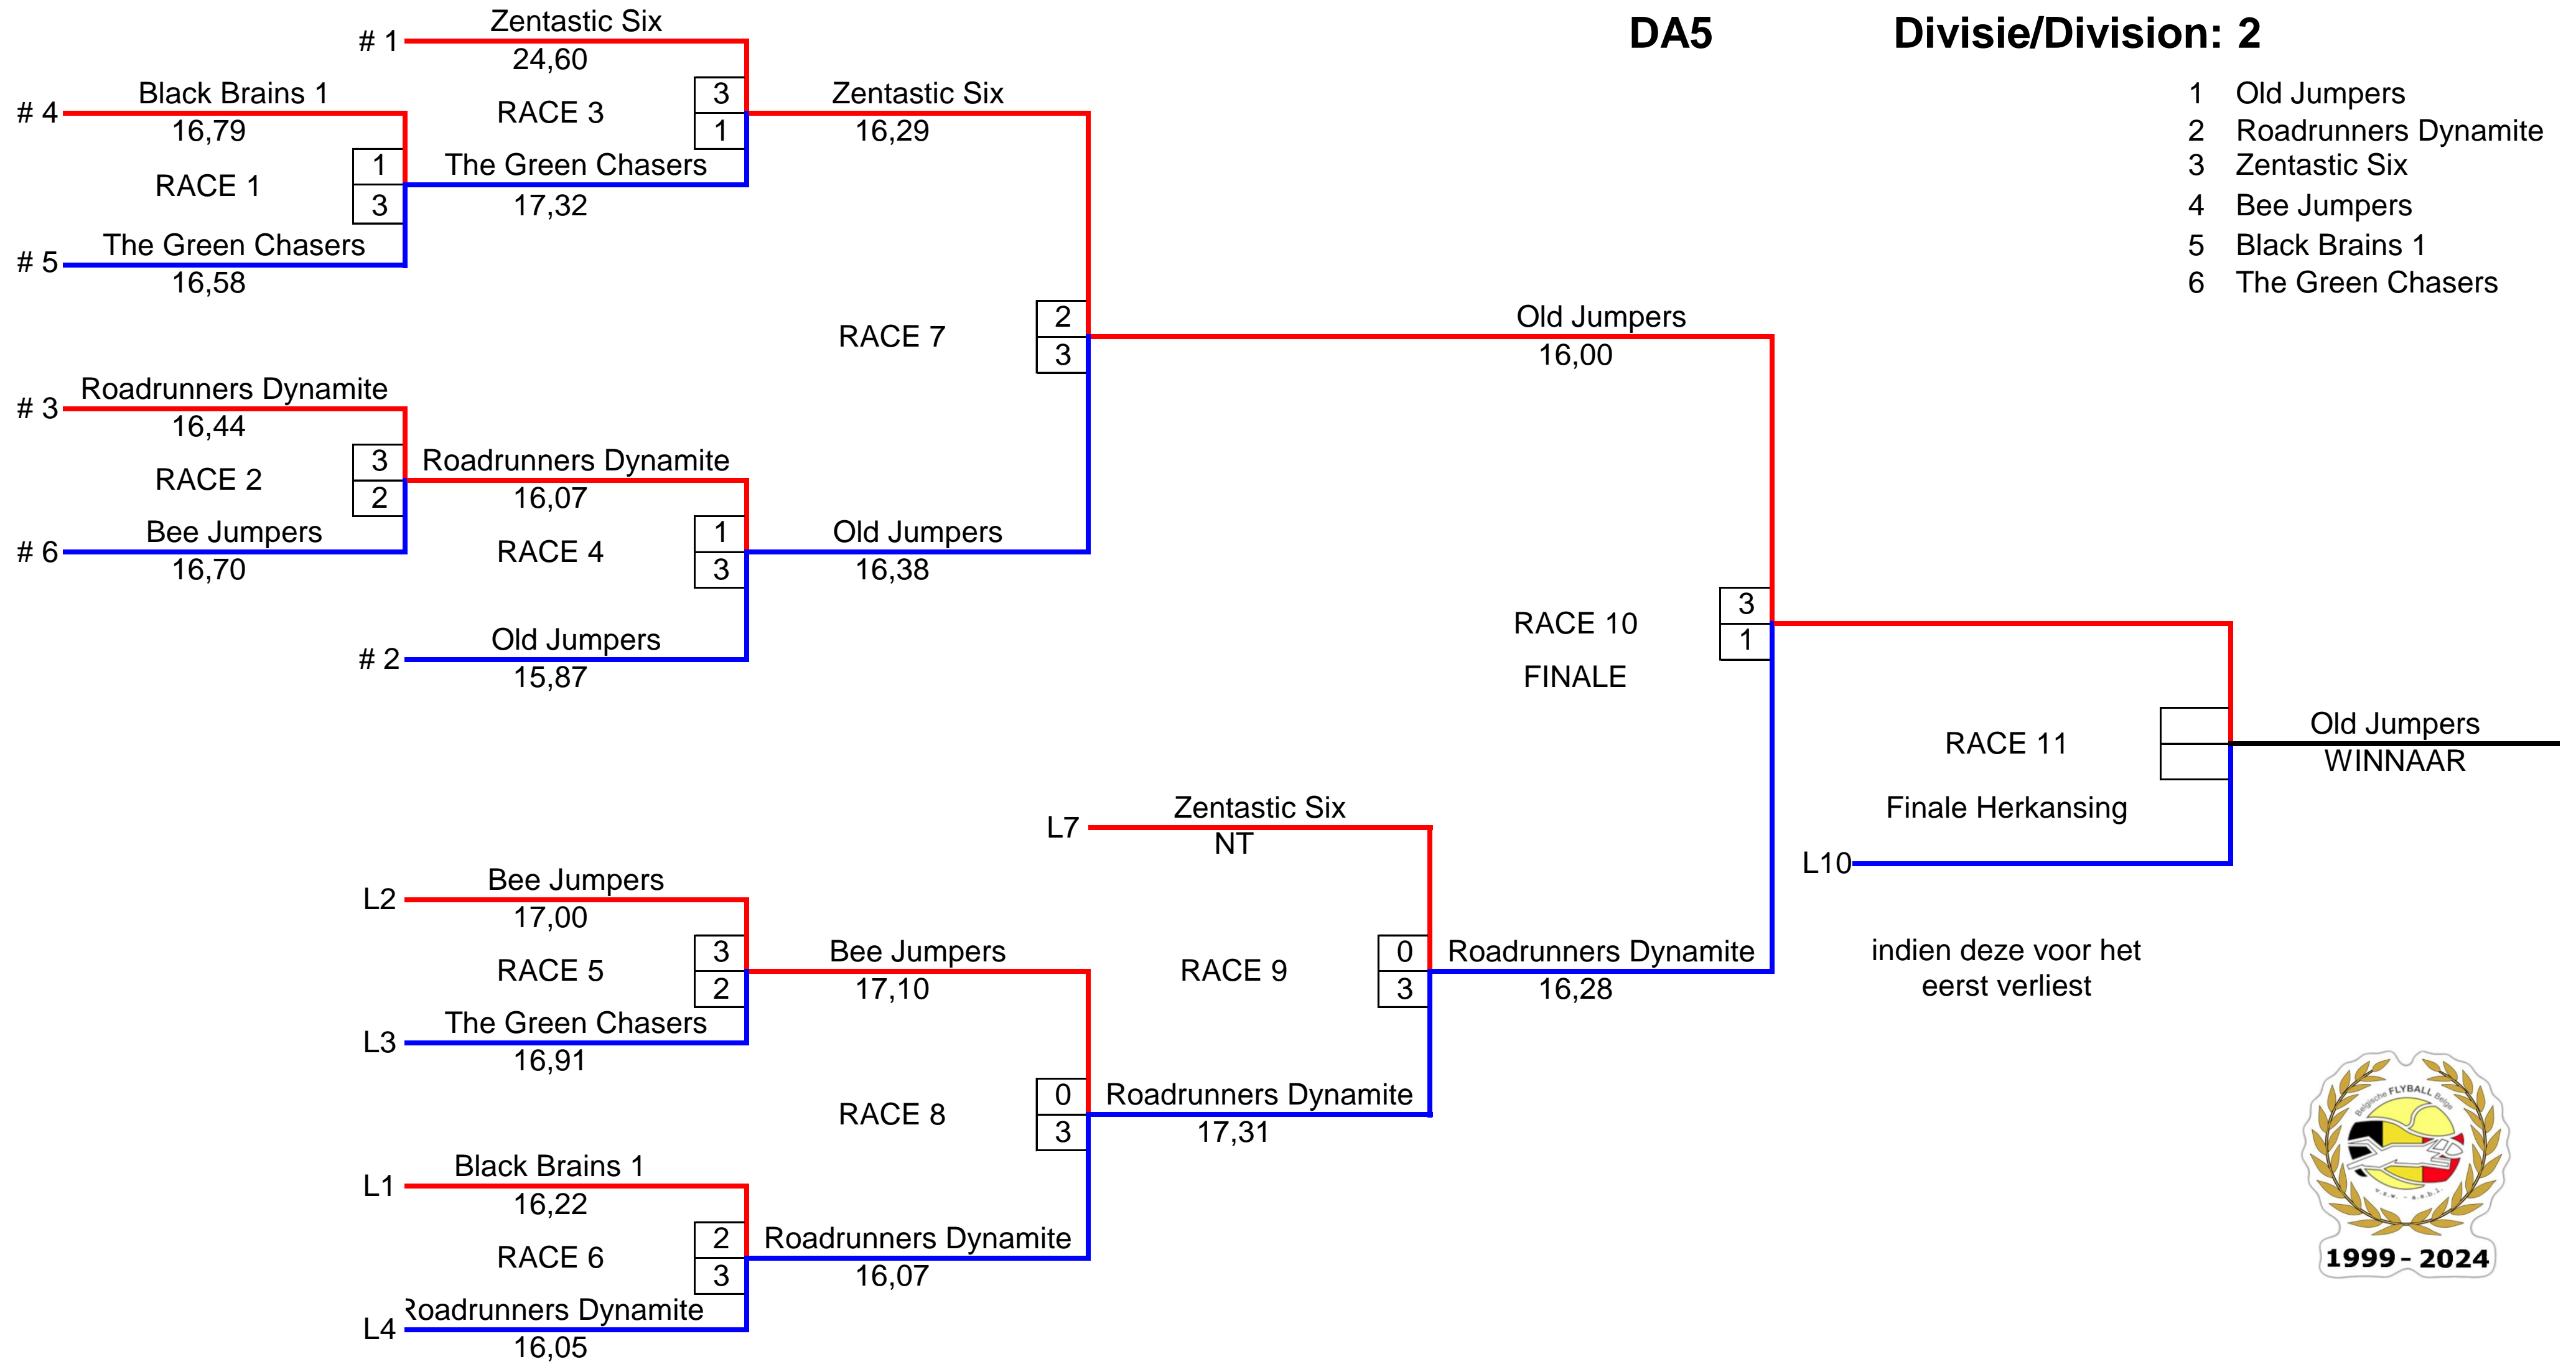 DA5
Divisie/Division: 2
1 Old Jumpers
2 Roadrunners Dynamite
3 Zentastic Six
4 Bee Jumpers
5 Black Brains 1
6 The Green Chasers
# 1
Zentastic Six
24,60
RACE 3
3
1
The Green Chasers
17,32
# 4
Black Brains 1
16,79
RACE 1
1
3
# 5
The Green Chasers
16,58
Zentastic Six
16,29
RACE 7
2
3
# 3
Roadrunners Dynamite
16,44
RACE 2
3
2
# 6
Bee Jumpers
16,70
Roadrunners Dynamite
16,07
RACE 4
1
3
# 2
Old Jumpers
15,87
Old Jumpers
16,38
Old Jumpers
16,00
RACE 10
FINALE
3
1
RACE 11
Finale Herkansing
L10
indien deze voor het
eerst verliest
Old Jumpers
WINNAAR
L7
Zentastic Six
NT
RACE 9
0
3
Roadrunners Dynamite
16,28
L2
Bee Jumpers
17,00
RACE 5
3
2
L3
The Green Chasers
16,91
Bee Jumpers
17,10
RACE 8
0
3
Roadrunners Dynamite
17,31
L1
Black Brains 1
16,22
RACE 6
2
3
L4
Roadrunners Dynamite
16,05
Roadrunners Dynamite
16,07
Belgische FLYBALL Belge
v.z.w. - a.s.b.l.
1999 - 2024